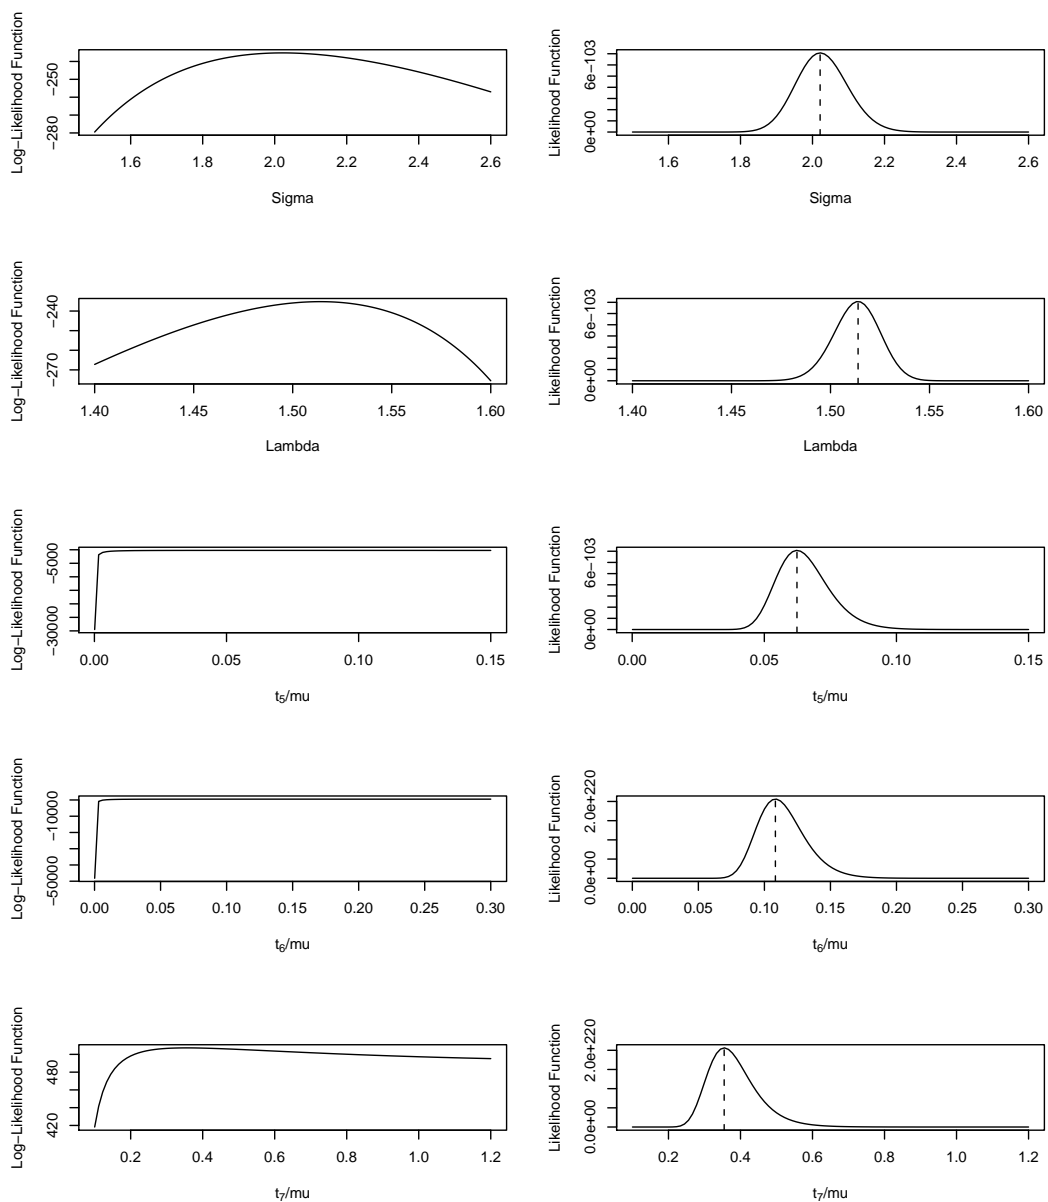 Log−Likelihood Function
−280
−250
1.6 1.8 2.0 2.2 2.4 2.6
Sigma
Likelihood Function
0e+00
6e−103
1.6 1.8 2.0 2.2 2.4 2.6
Sigma
Log−Likelihood Function
−270
−240
1.40 1.45 1.50 1.55 1.60
Lambda
Likelihood Function
0e+00
6e−103
1.40 1.45 1.50 1.55 1.60
Lambda
Log−Likelihood Function
−30000
−5000
0.00 0.05 0.10 0.15
t₅/mu
Likelihood Function
0e+00
6e−103
0.00 0.05 0.10 0.15
t₅/mu
Log−Likelihood Function
−50000
−10000
0.00 0.05 0.10 0.15 0.20 0.25 0.30
t₆/mu
Likelihood Function
0.0e+00
2.0e+220
0.00 0.05 0.10 0.15 0.20 0.25 0.30
t₆/mu
Log−Likelihood Function
420
480
0.2 0.4 0.6 0.8 1.0 1.2
t₇/mu
Likelihood Function
0.0e+00
2.0e+220
0.2 0.4 0.6 0.8 1.0 1.2
t₇/mu